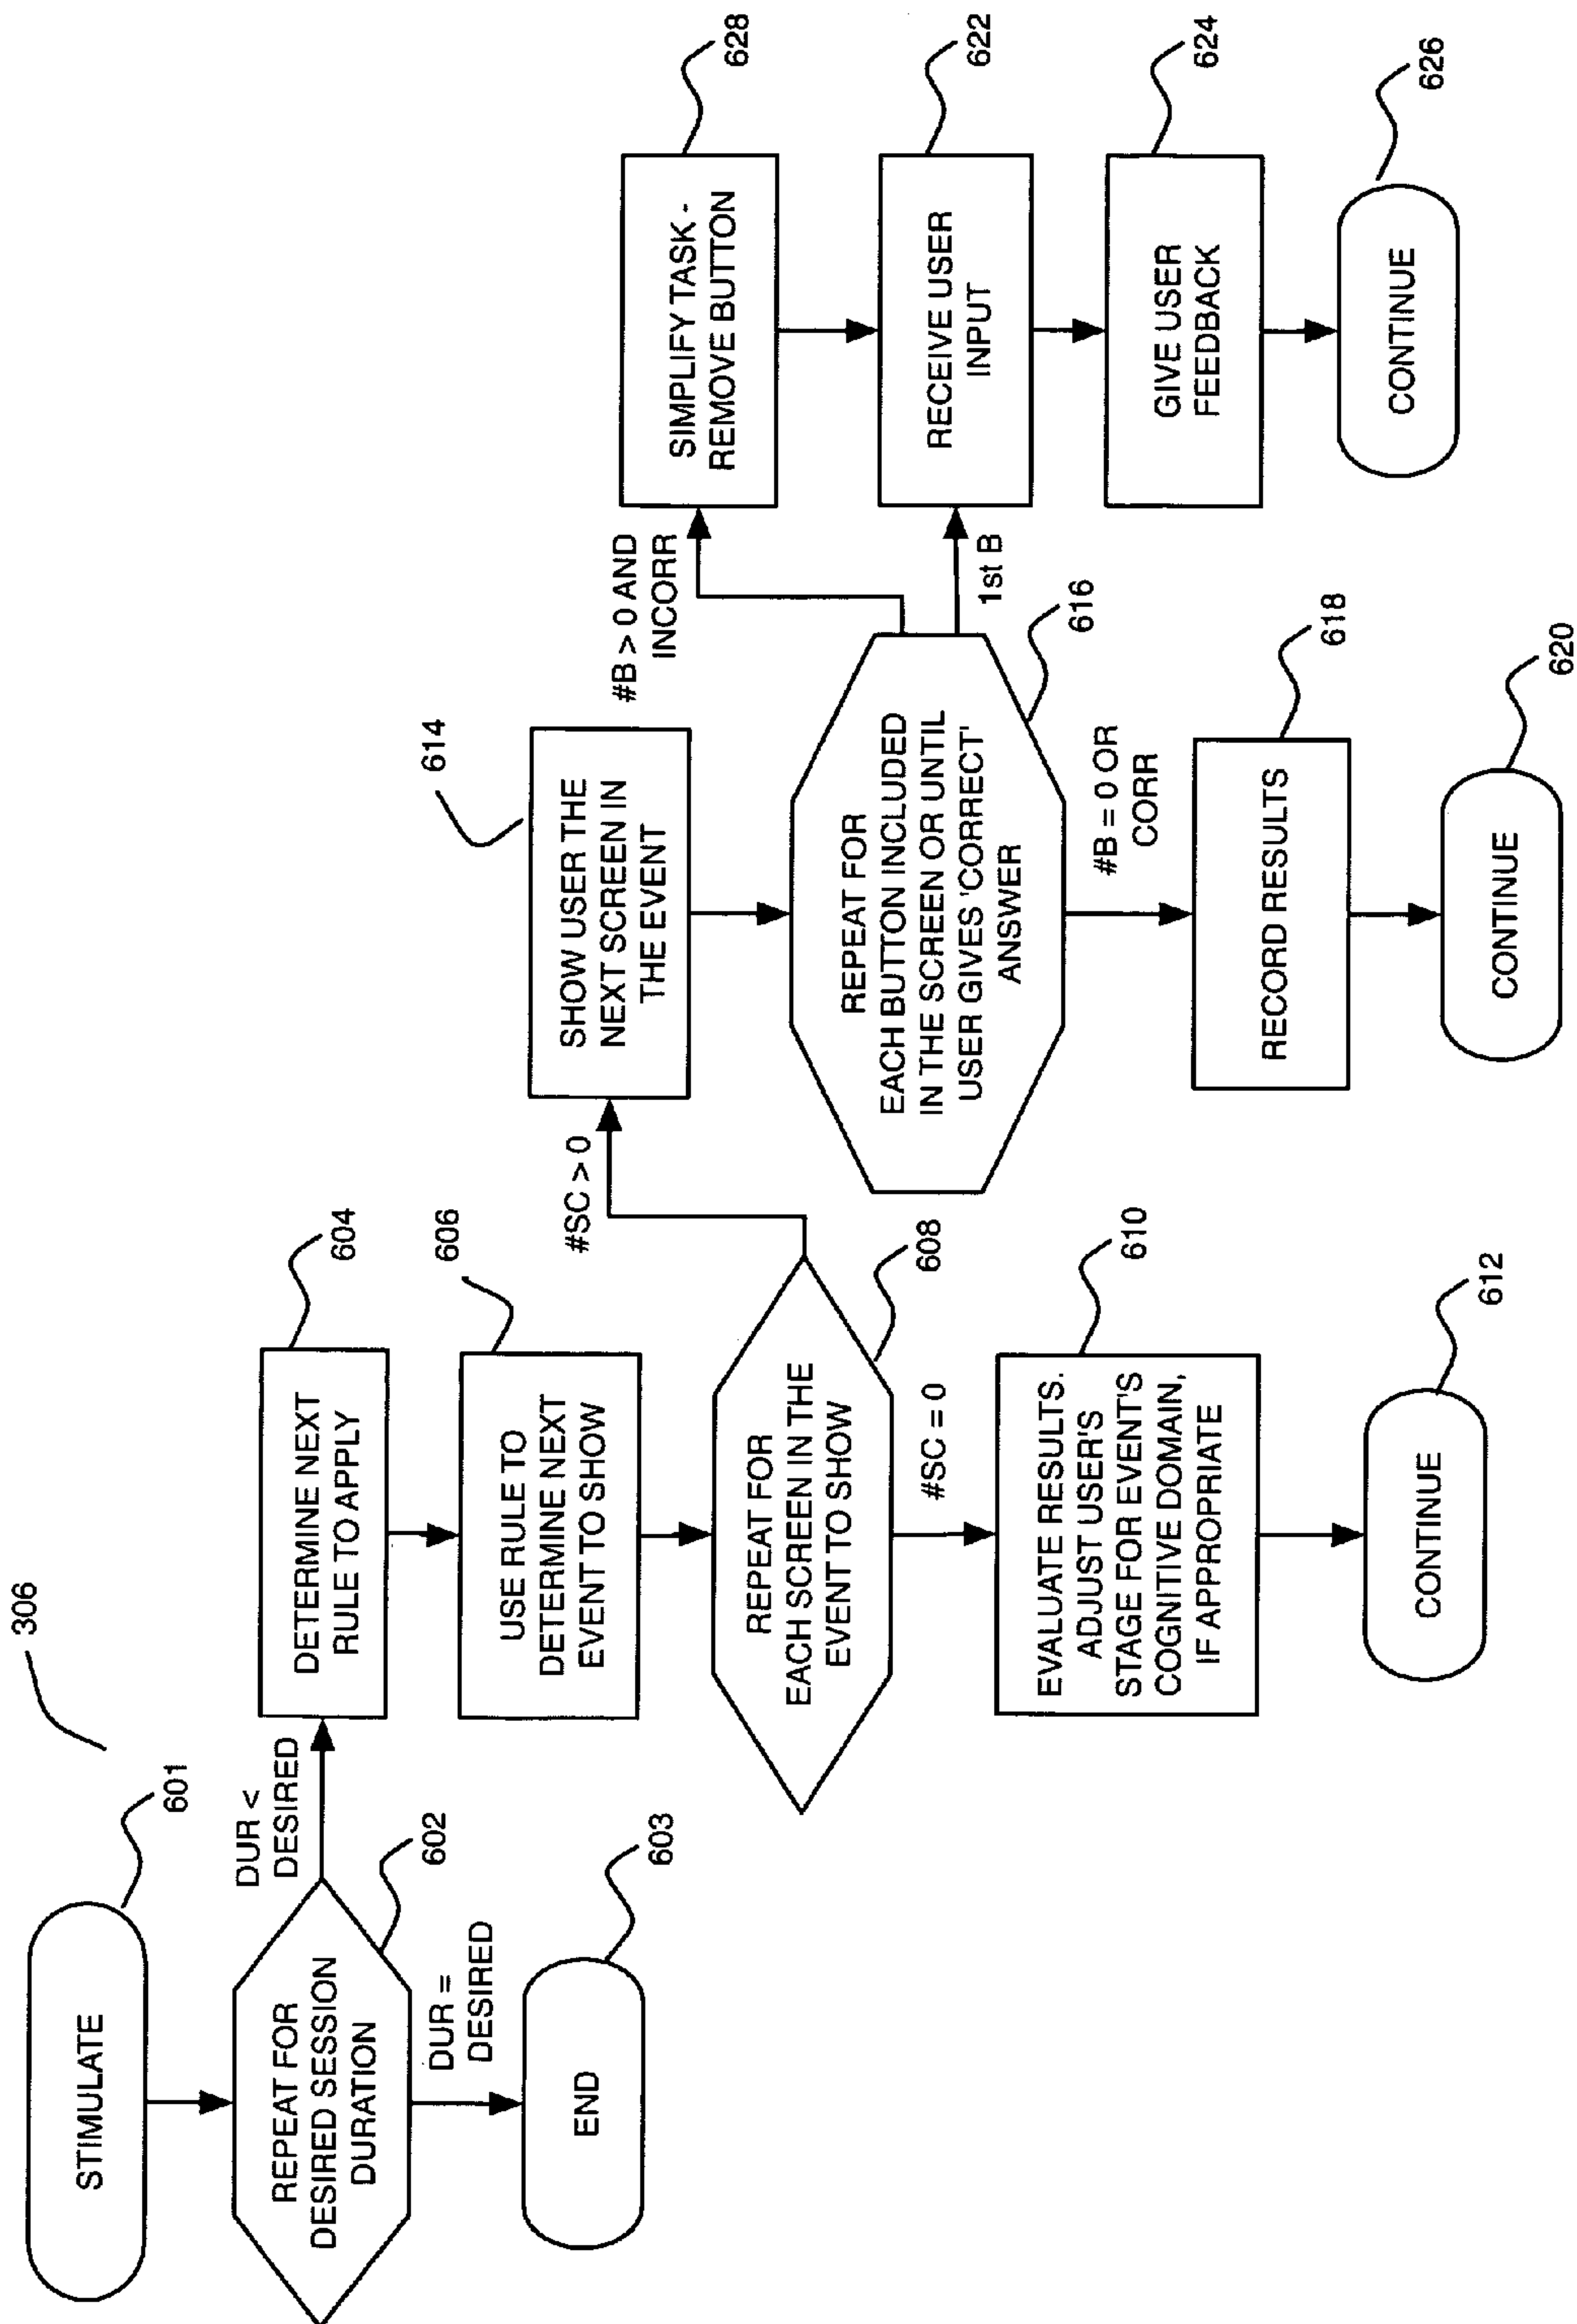 306
STIMULATE
601
REPEAT FOR
DESIRED SESSION
DURATION
602
DUR <
DESIRED
DUR =
DESIRED
END
603
DETERMINE NEXT
RULE TO APPLY
604
USE RULE TO
DETERMINE NEXT
EVENT TO SHOW
606
REPEAT FOR
EACH SCREEN IN THE
EVENT TO SHOW
608
#SC > 0
#SC = 0
EVALUATE RESULTS.
ADJUST USER'S
STAGE FOR EVENT'S
COGNITIVE DOMAIN,
IF APPROPRIATE
610
CONTINUE
612
614
SHOW USER THE
NEXT SCREEN IN
THE EVENT
REPEAT FOR
EACH BUTTON INCLUDED
IN THE SCREEN OR UNTIL
USER GIVES 'CORRECT'
ANSWER
616
#B > 0 AND
INCORR
1st B
#B = 0 OR
CORR
RECORD RESULTS
618
CONTINUE
620
SIMPLIFY TASK -
REMOVE BUTTON
628
RECEIVE USER
INPUT
622
GIVE USER
FEEDBACK
624
CONTINUE
626